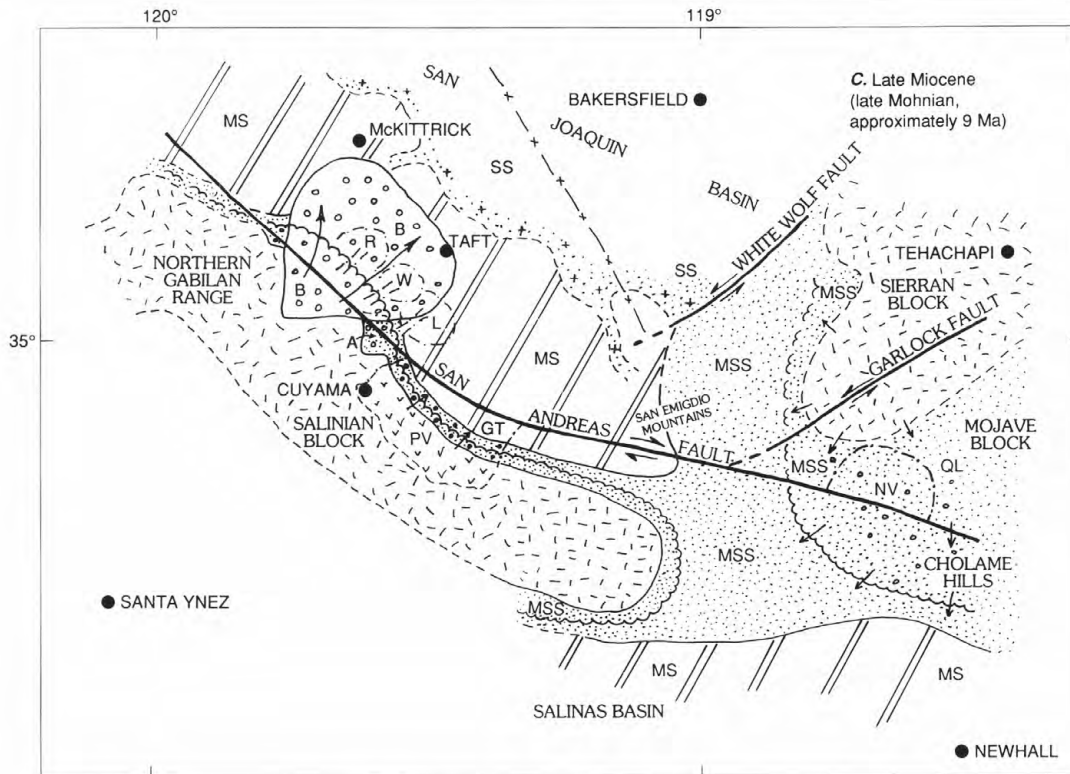 120°
119°
SAN
JOAQUIN
BASIN
BAKERSFIELD
C. Late Miocene
(late Mohnian,
approximately 9 Ma)
MS
McKITTRICK
SS
WHITE WOLF FAULT
TEHACHAPI
NORTHERN
GABILAN
RANGE
B
R
TAFT
B
W
L
SS
MSS
SIERRAN
BLOCK
GARLOCK FAULT
35°
A
MS
MSS
CUYAMA
SALINIAN
BLOCK
SAN
ANDREAS
FAULT
SAN EMIGDIO
MOUNTAINS
PV
GT
MOJAVE
BLOCK
MSS
QL
NV
MSS
CHOLAME
HILLS
SANTA YNEZ
MSS
MS
MS
SALINAS BASIN
NEWHALL